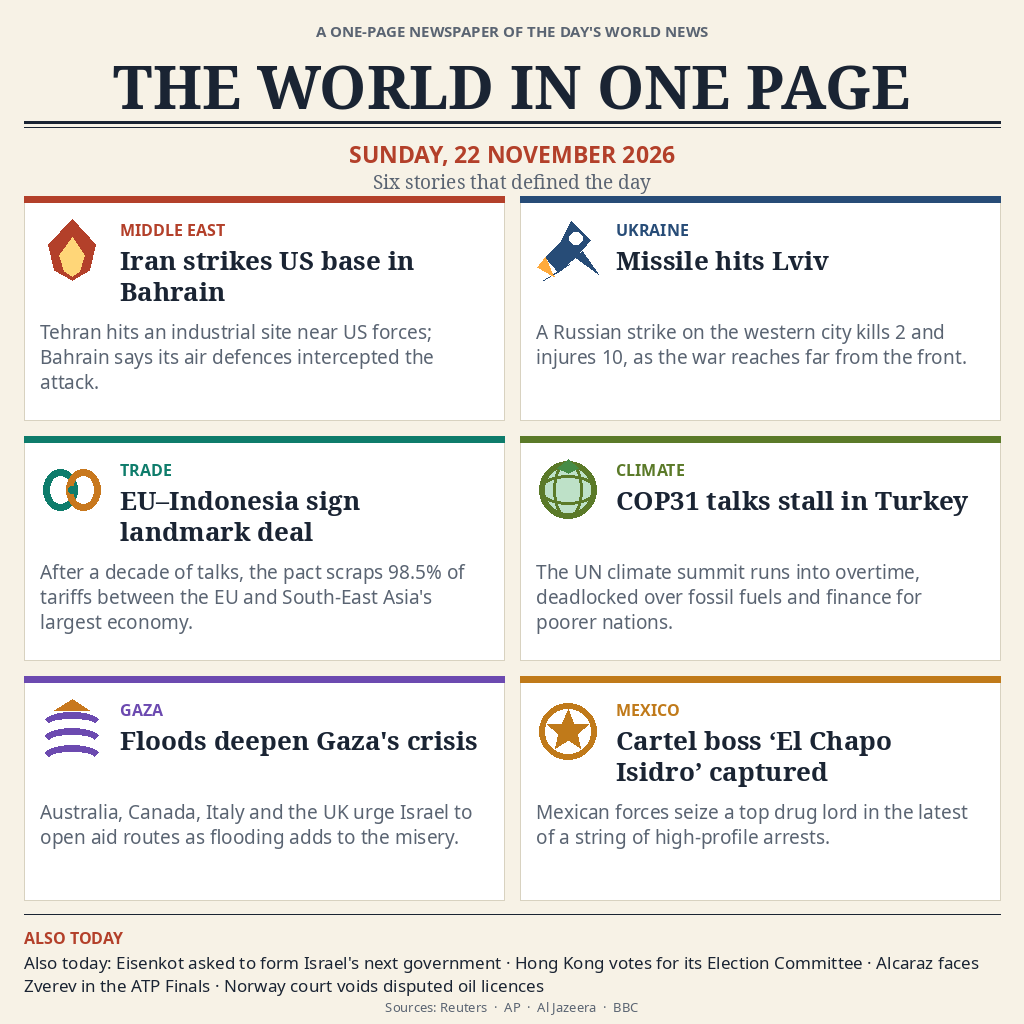 A ONE-PAGE NEWSPAPER OF THE DAY'S WORLD NEWS
THE WORLD IN ONE PAGE
SUNDAY, 22 NOVEMBER 2026
Six stories that defined the day
MIDDLE EAST
Iran strikes US base in
Bahrain
Tehran hits an industrial site near US forces;
Bahrain says its air defences intercepted the
attack.
UKRAINE
Missile hits Lviv
A Russian strike on the western city kills 2 and
injures 10, as the war reaches far from the front.
TRADE
EU–Indonesia sign
landmark deal
After a decade of talks, the pact scraps 98.5% of
tariffs between the EU and South-East Asia's
largest economy.
CLIMATE
COP31 talks stall in Turkey
The UN climate summit runs into overtime,
deadlocked over fossil fuels and finance for
poorer nations.
GAZA
Floods deepen Gaza's crisis
Australia, Canada, Italy and the UK urge Israel to
open aid routes as flooding adds to the misery.
MEXICO
Cartel boss ‘El Chapo
Isidro’ captured
Mexican forces seize a top drug lord in the latest
of a string of high-profile arrests.
ALSO TODAY
Also today: Eisenkot asked to form Israel's next government · Hong Kong votes for its Election Committee · Alcaraz faces
Zverev in the ATP Finals · Norway court voids disputed oil licences
Sources: Reuters · AP · Al Jazeera · BBC